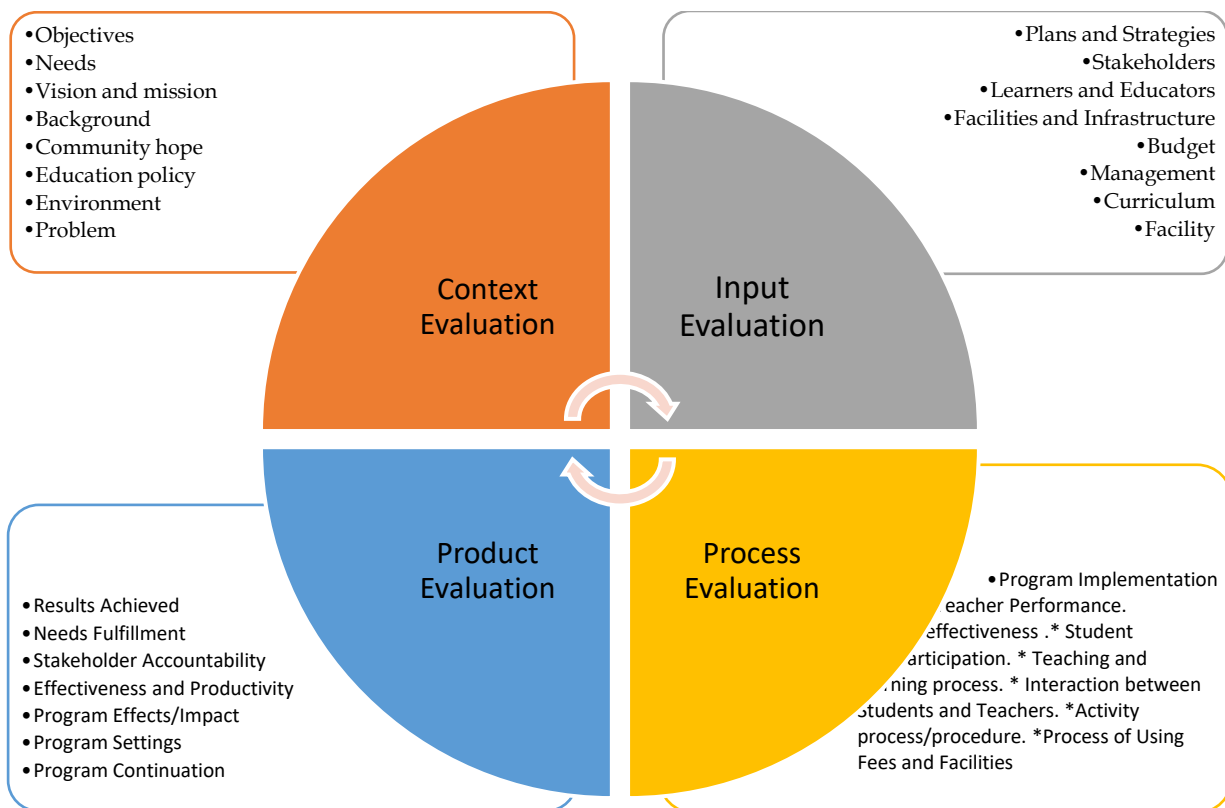 •Objectives
•Needs
•Vision and mission
•Background
•Community hope
•Education policy
•Environment
•Problem
•Plans and Strategies
•Stakeholders
•Learners and Educators
•Facilities and Infrastructure
•Budget
•Management
•Curriculum
•Facility
Context
Evaluation
Input
Evaluation
Product
Evaluation
Process
Evaluation
•Results Achieved
•Needs Fulfillment
•Stakeholder Accountability
•Effectiveness and Productivity
•Program Effects/Impact
•Program Settings
•Program Continuation
•Program Implementation
Performance.
effectiveness .* Student
* Teaching and
process. * Interaction between
Students and Teachers. *Activity
process/procedure. *Process of Using
Fees and Facilities